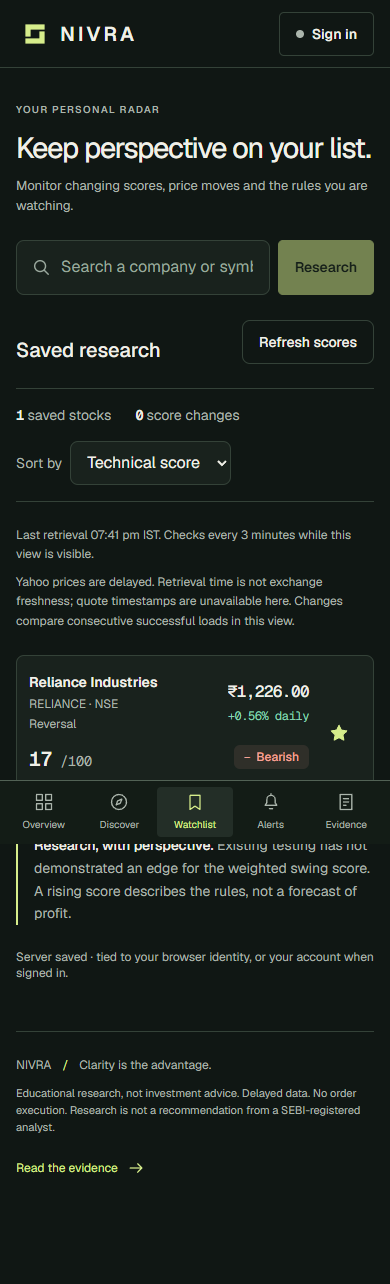 NIVRA
Sign in
YOUR PERSONAL RADAR
Keep perspective on your list.
Monitor changing scores, price moves and the rules you are
watching.
Search a company or symb
Research
Saved research
Refresh scores
1 saved stocks 0 score changes
Sort by Technical score
Last retrieval 07:41 pm IST. Checks every 3 minutes while this
view is visible.
Yahoo prices are delayed. Retrieval time is not exchange
freshness; quote timestamps are unavailable here. Changes
compare consecutive successful loads in this view.
Reliance Industries
RELIANCE · NSE
Reversal
17 /100
₹1,226.00
+0.56% daily
– Bearish
Overview
Discover
Watchlist
Alerts
Evidence
Research, with perspective. Existing testing has not
demonstrated an edge for the weighted swing score.
A rising score describes the rules, not a forecast of
profit.
Server saved · tied to your browser identity, or your account when
signed in.
NIVRA / Clarity is the advantage.
Educational research, not investment advice. Delayed data. No order
execution. Research is not a recommendation from a SEBI-registered
analyst.
Read the evidence →